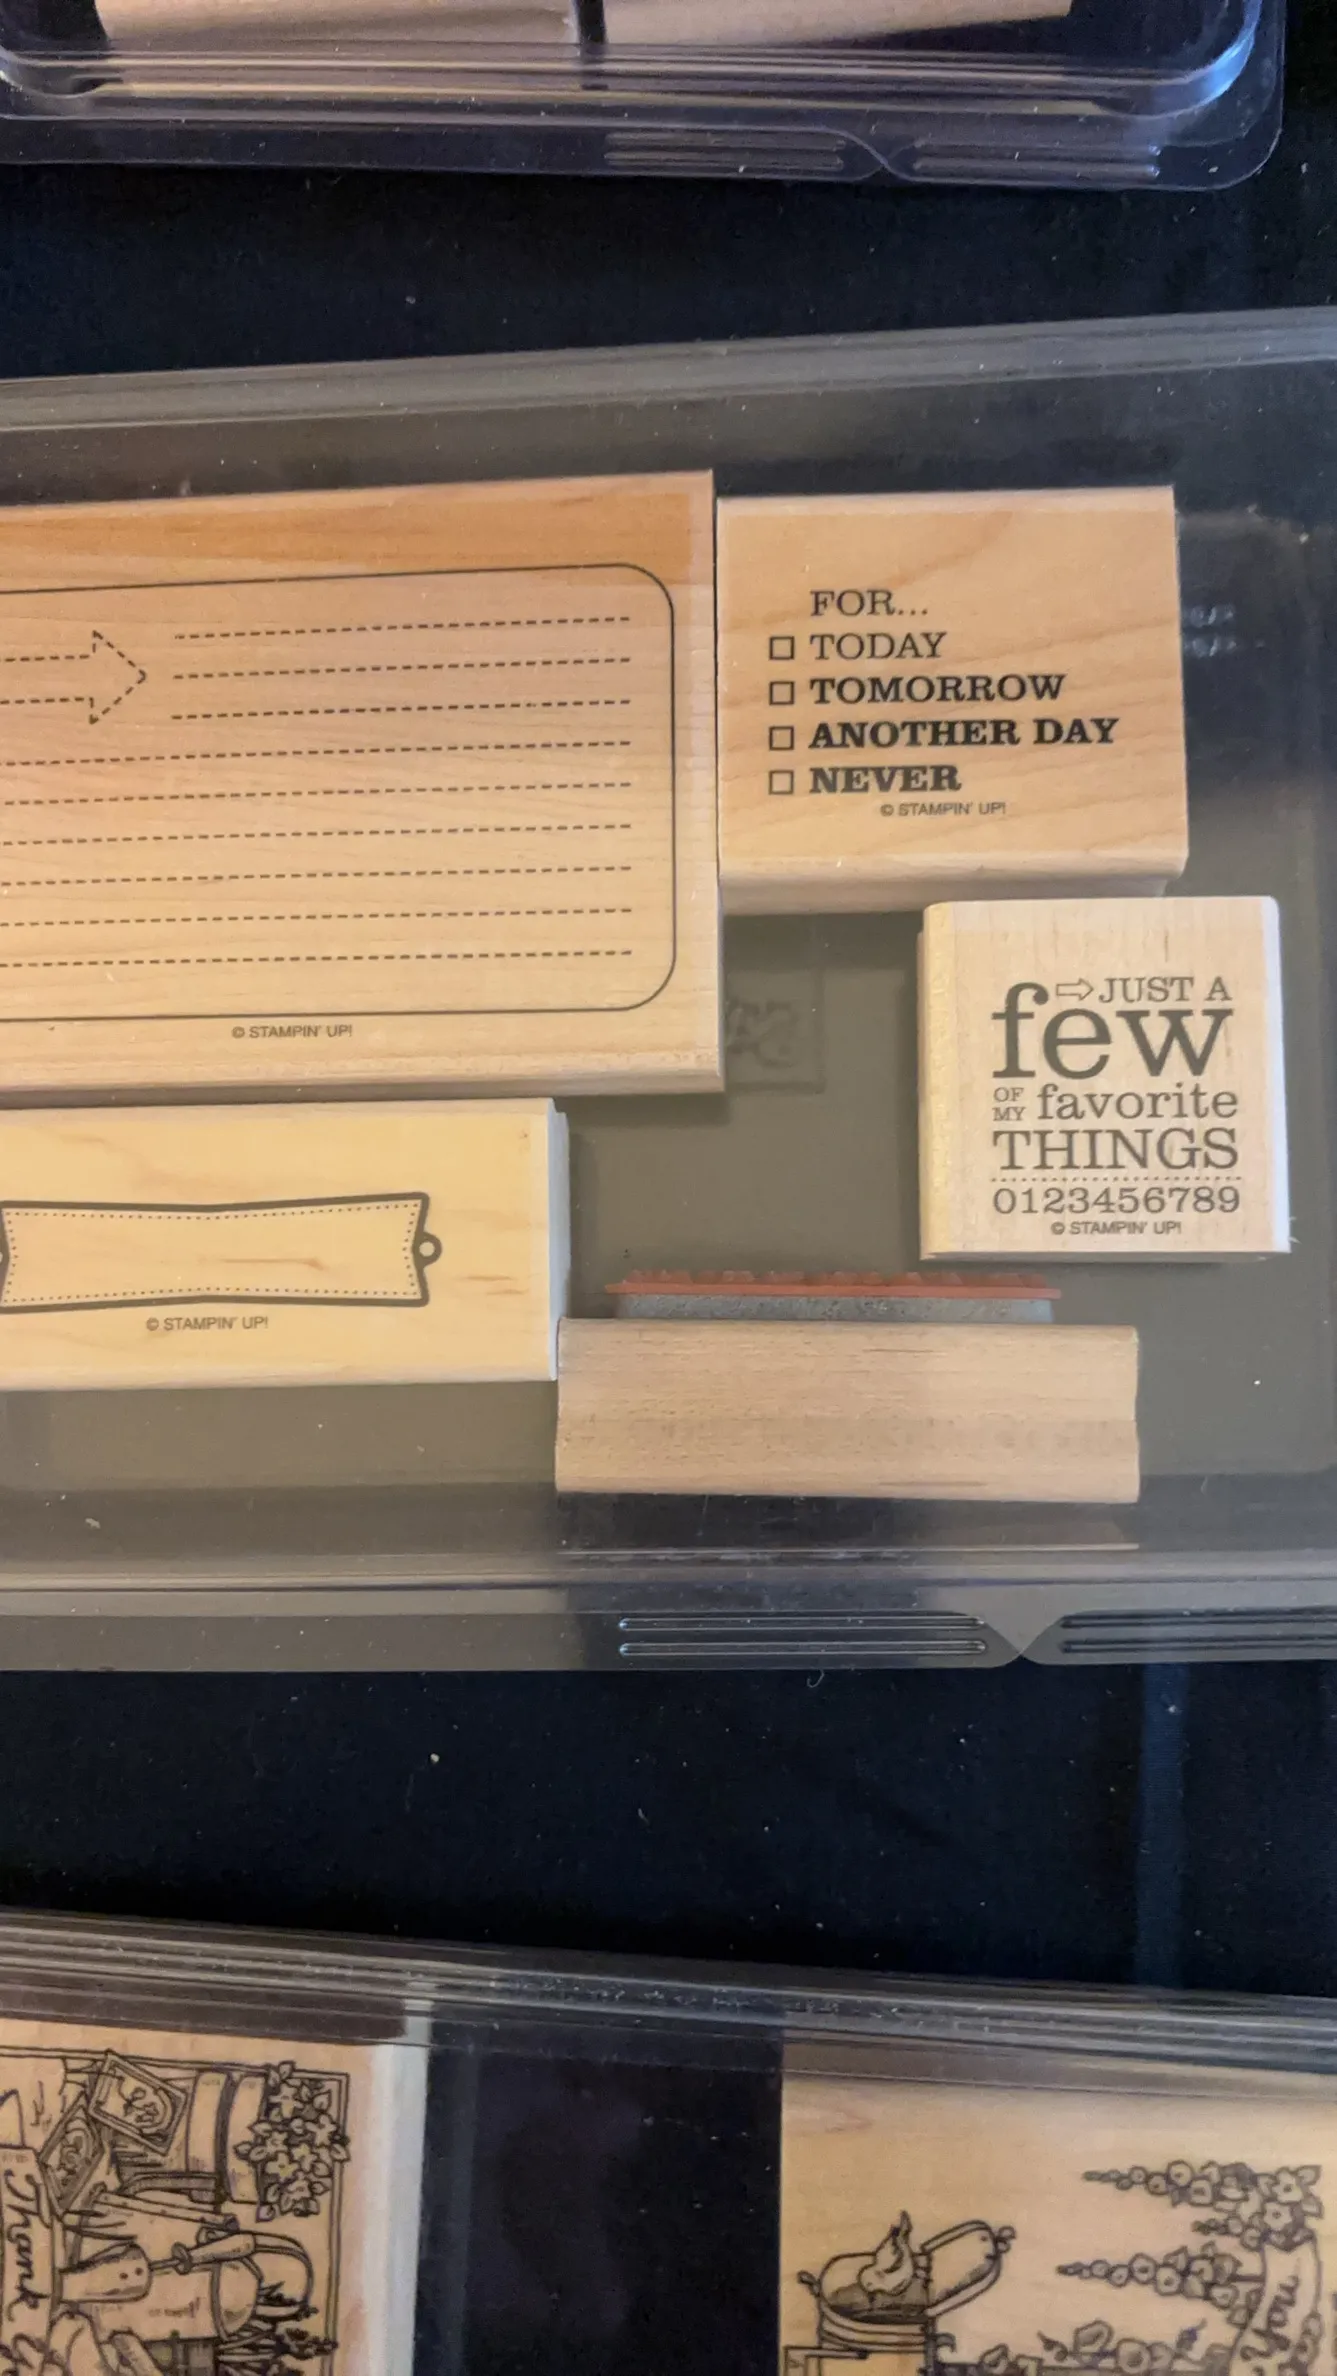 FOR...
TODAY
TOMORROW
ANOTHER DAY
NEVER
© STAMPIN' UP!
© STAMPIN' UP!
JUST A
few
OF MY favorite
THINGS
0123456789
© STAMPIN' UP!
© STAMPIN' UP!
Thank